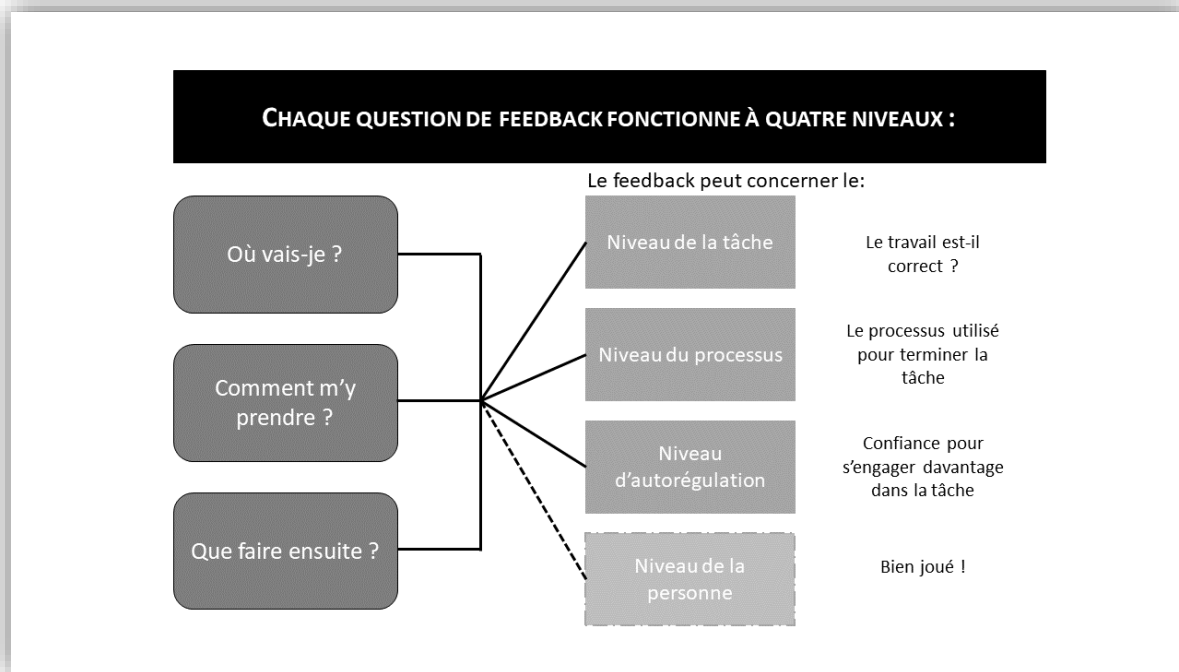 CHAQUE QUESTION DE FEEDBACK FONCTIONNE À QUATRE NIVEAUX :
Le feedback peut concerner le:
Où vais-je ?
Comment m’y
prendre ?
Que faire ensuite ?
Niveau de la tâche
Le travail est-il
correct ?
Niveau du processus
Le processus utilisé
pour terminer la
tâche
Niveau
d’autorégulation
Confiance pour
s’engager davantage
dans la tâche
Niveau de la
personne
Bien joué !